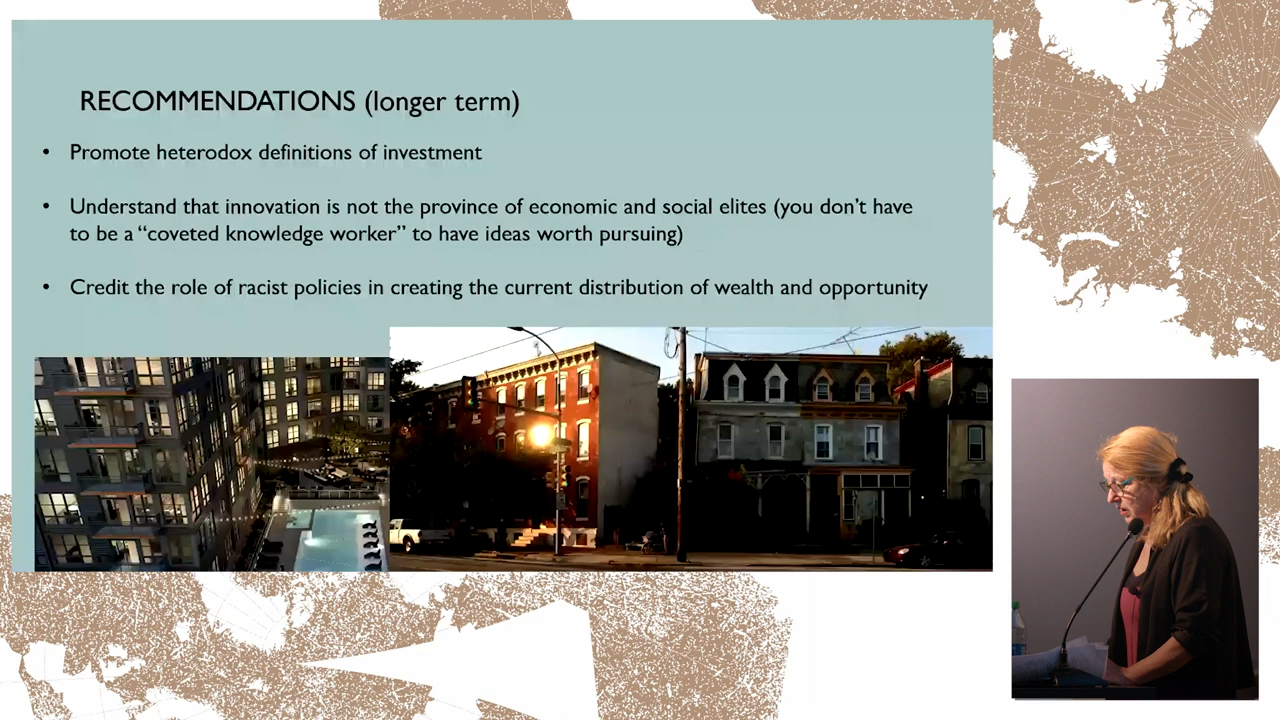 RECOMMENDATIONS (longer term)
• Promote heterodox definitions of investment
• Understand that innovation is not the province of economic and social elites (you don’t have
to be a “coveted knowledge worker” to have ideas worth pursuing)
• Credit the role of racist policies in creating the current distribution of wealth and opportunity